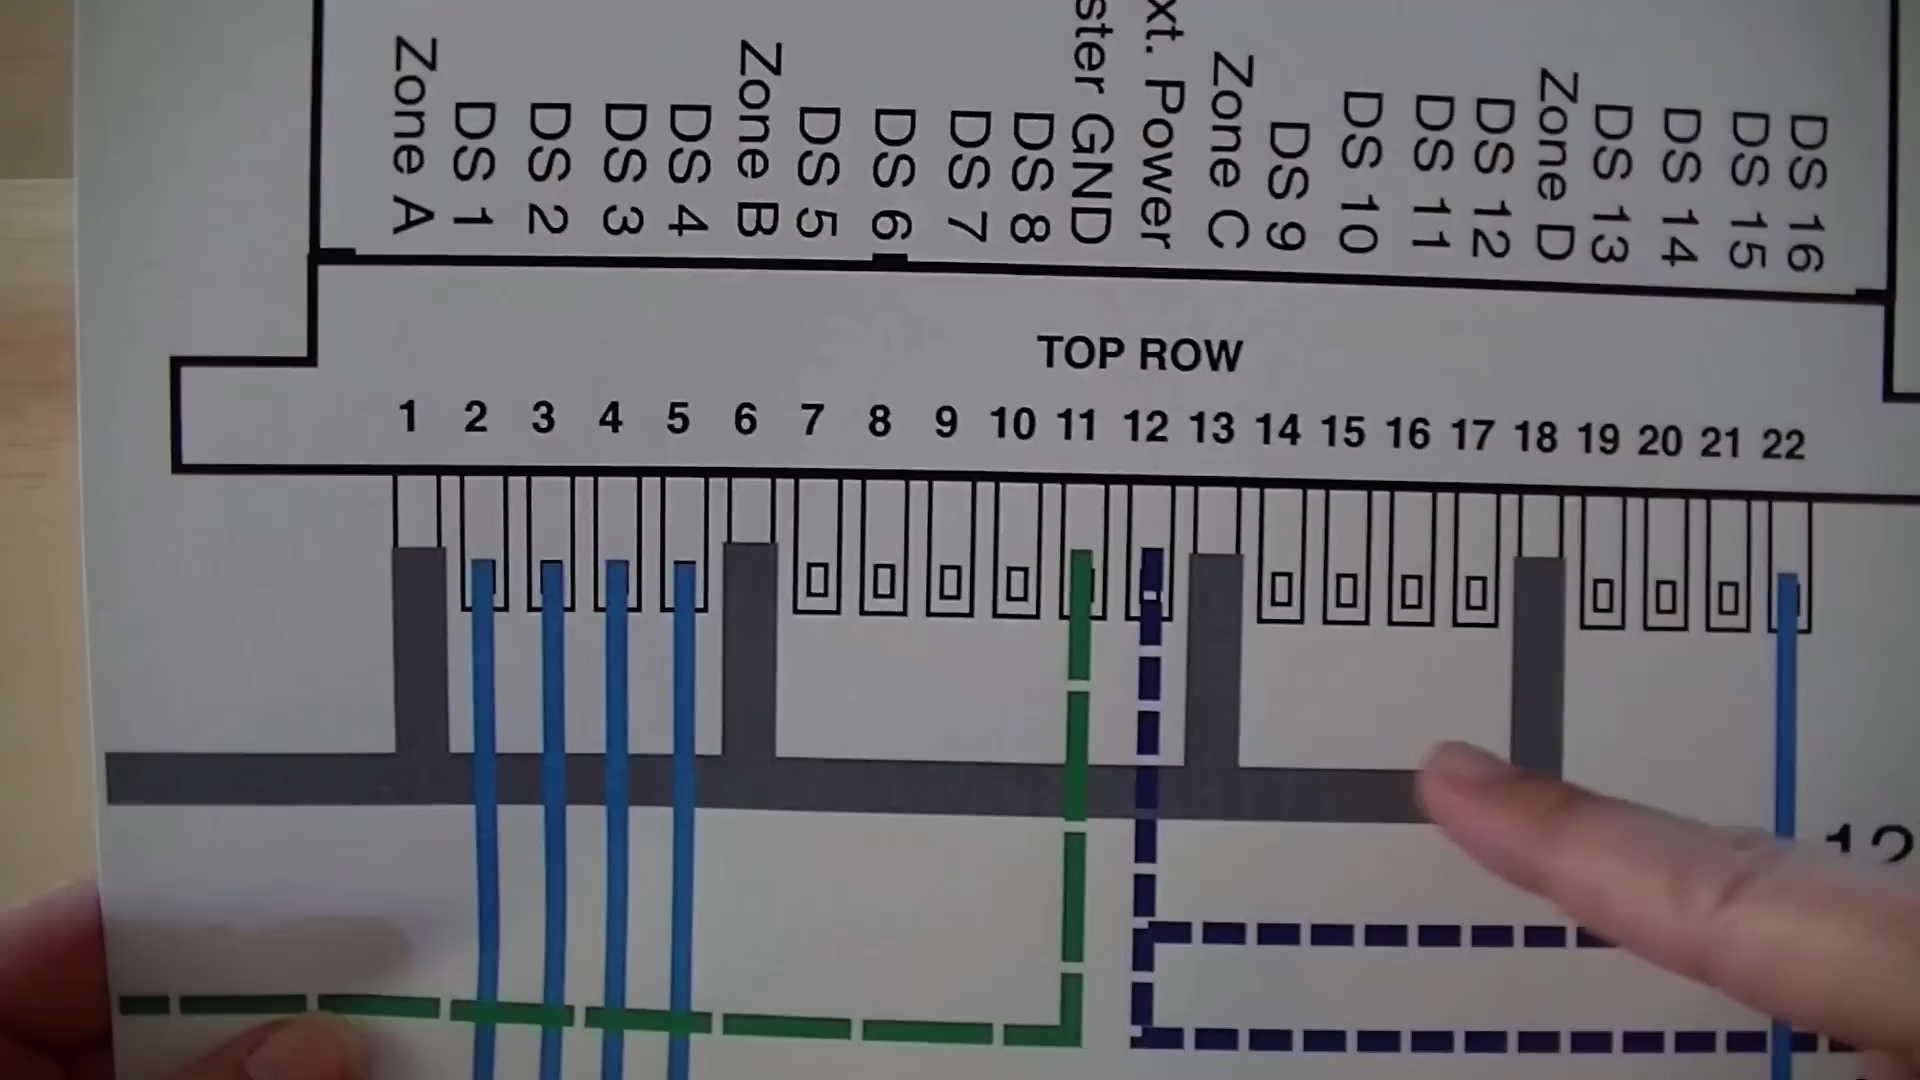 Zone A
DS 1
DS 2
DS 3
DS 4
Zone B
DS 5
DS 6
DS 7
DS 8
GND
Power
Zone C
DS 9
DS 10
DS 11
DS 12
Zone D
DS 13
DS 14
DS 15
DS 16
TOP ROW
1 2 3 4 5 6 7 8 9 10 11 12 13 14 15 16 17 18 19 20 21 22